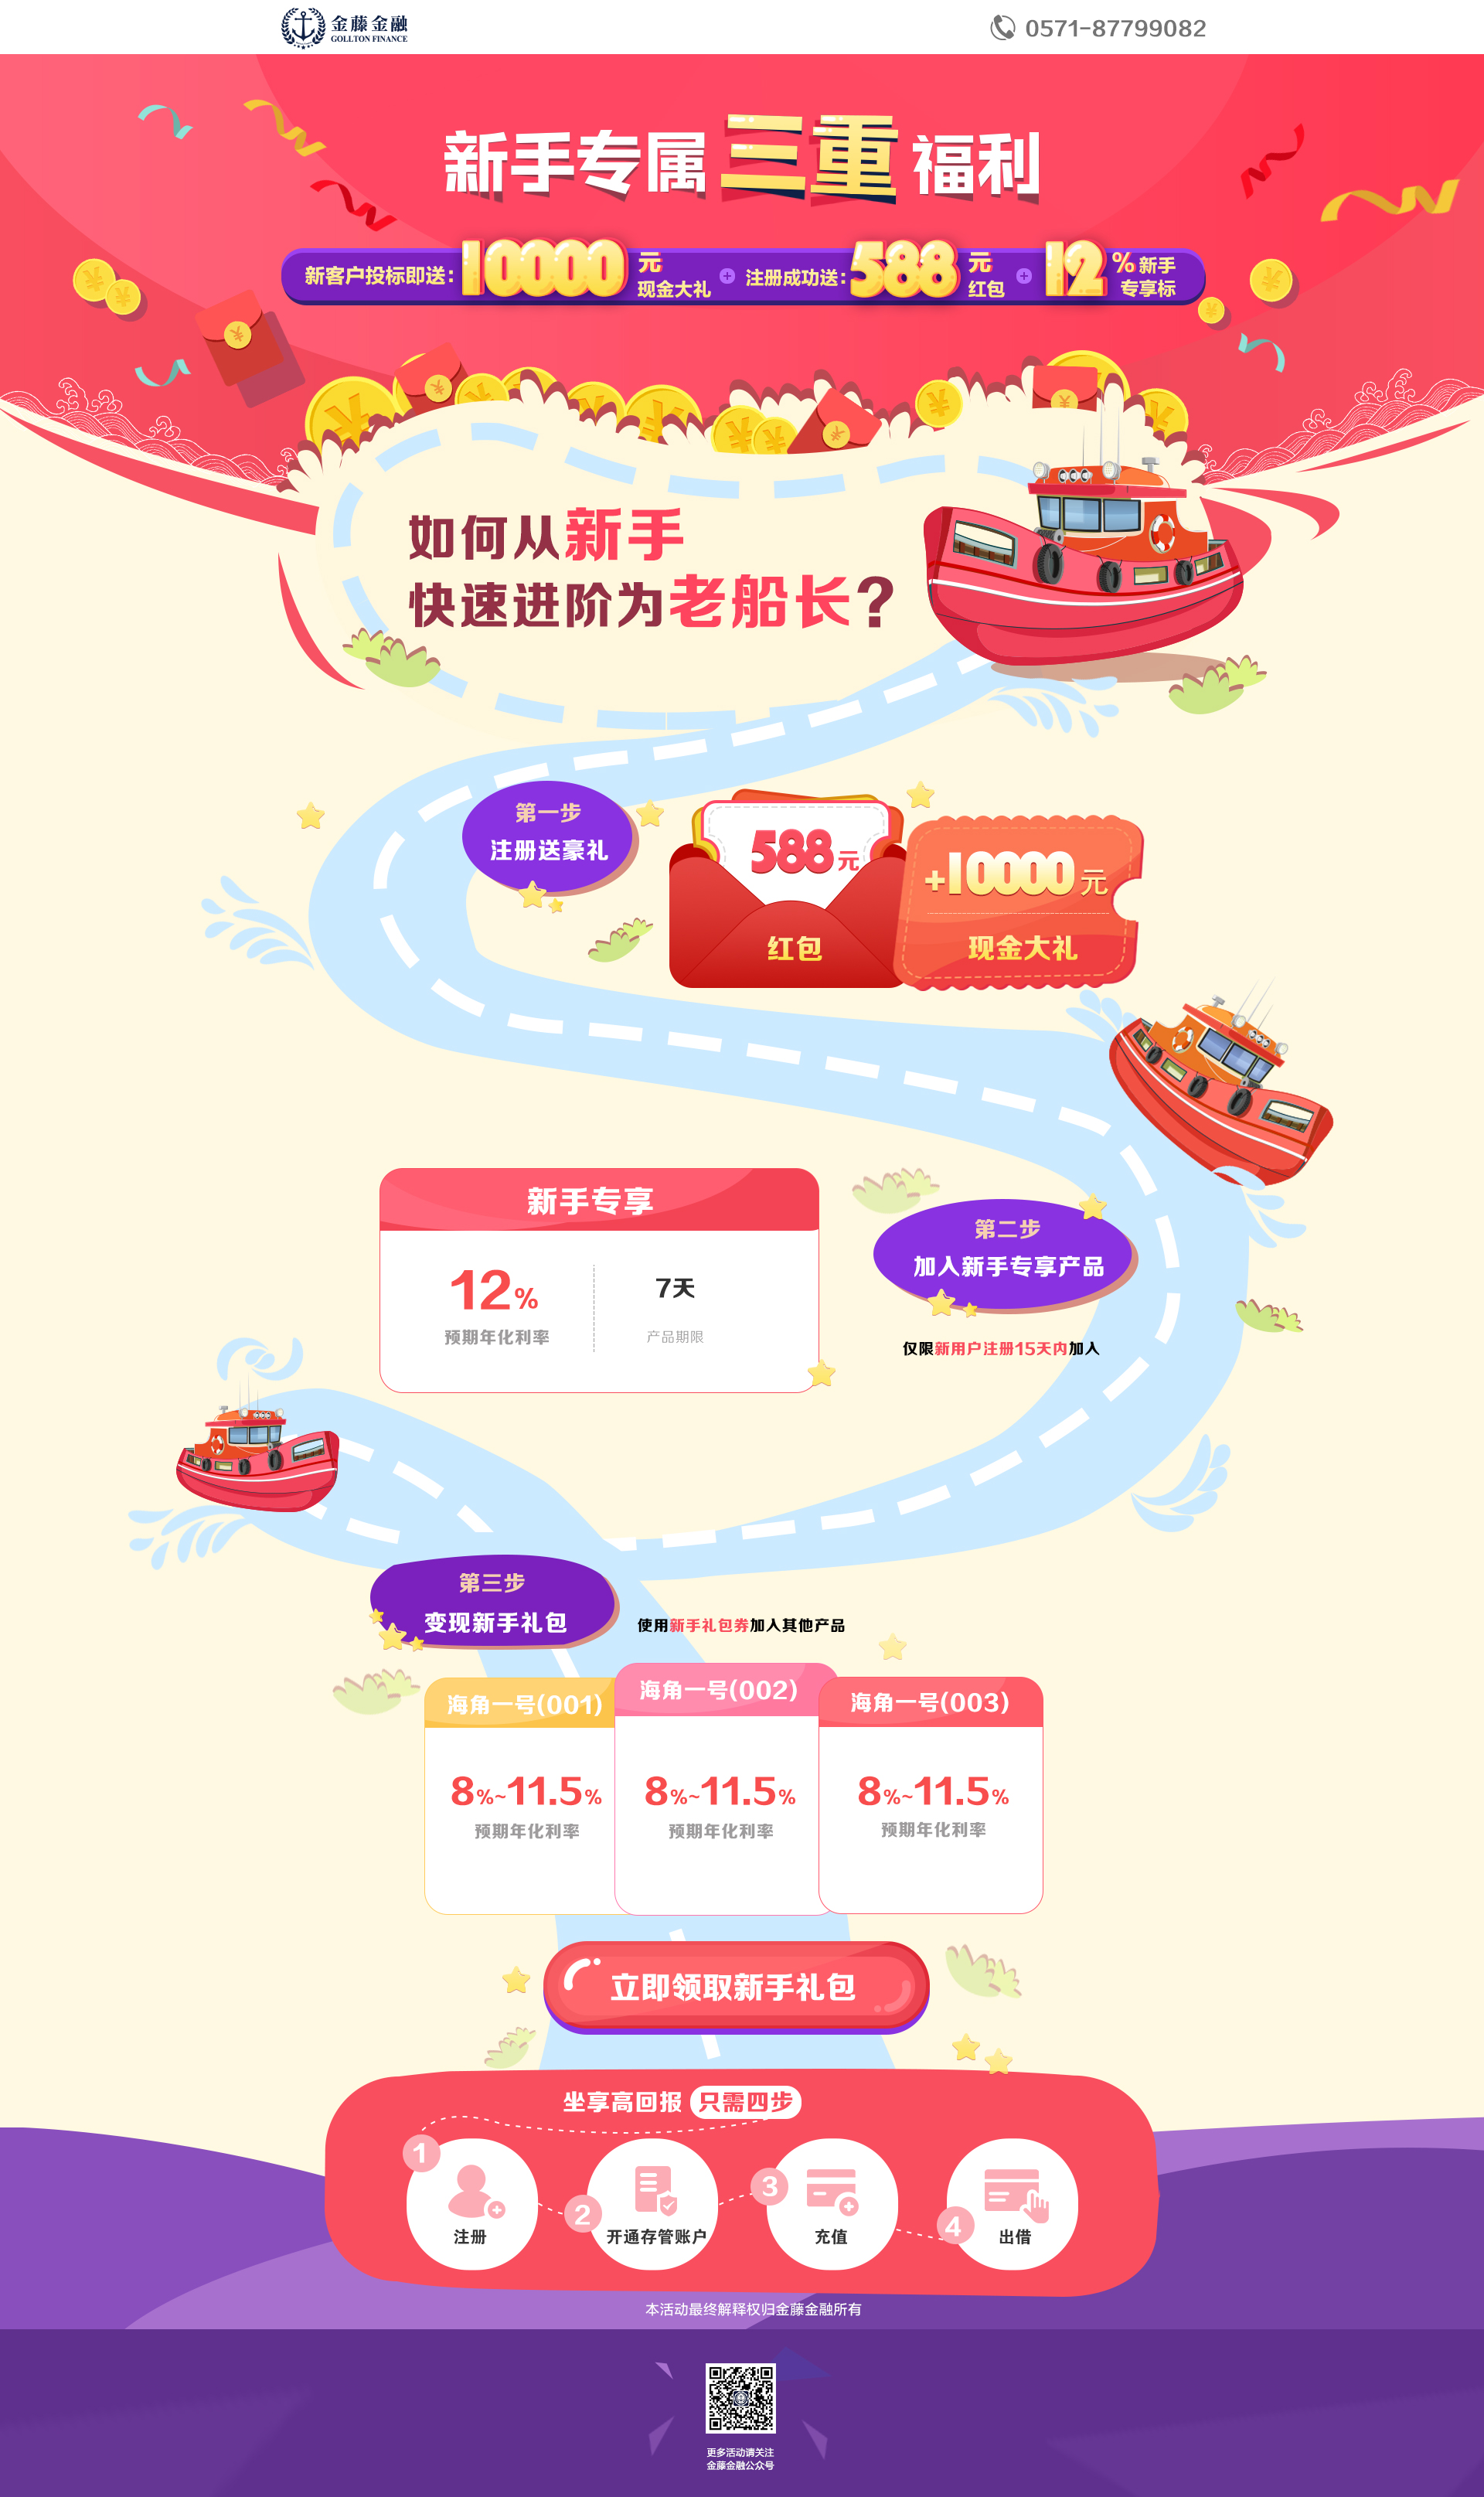 金藤金融
GOLLTON FINANCE
0571-87799082
新手专属三重福利
新客户投标即送：10000元现金大礼 + 注册成功送：588元红包 + 12%新手专享标
如何从新手
快速进阶为老船长？
第一步
注册送豪礼
588元
红包
+10000元
现金大礼
新手专享
12%
预期年化利率
7天
产品期限
第二步
加入新手专享产品
仅限新用户注册15天内加入
第三步
变现新手礼包
使用新手礼包券加入其他产品
海角一号(001)
8%~11.5%
预期年化利率
海角一号(002)
8%~11.5%
预期年化利率
海角一号(003)
8%~11.5%
预期年化利率
立即领取新手礼包
坐享高回报 只需四步
1
注册
2
开通存管账户
3
充值
4
出借
本活动最终解释权归金藤金融所有
更多活动请关注
金藤金融公众号